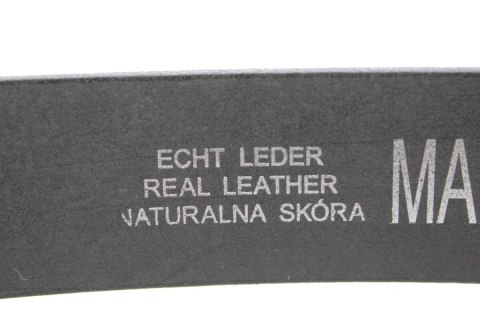 ECHT LEDER
REAL LEATHER
NATURALNA SKÓRA
MA